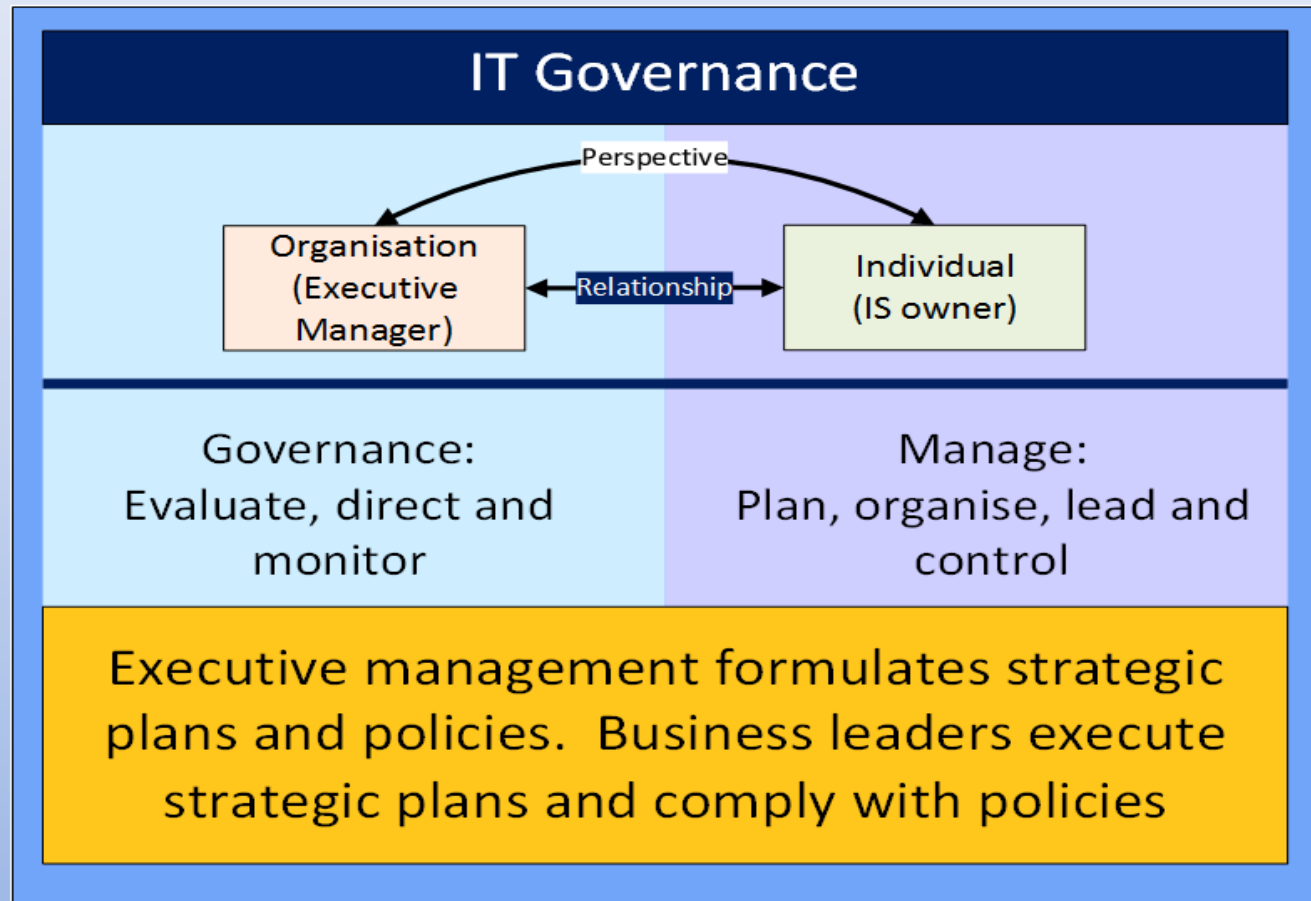 IT Governance
Perspective
Organisation
(Executive
Manager)
Relationship
Individual
(IS owner)
Governance:
Evaluate, direct and
monitor
Manage:
Plan, organise, lead and
control
Executive management formulates strategic
plans and policies.  Business leaders execute
strategic plans and comply with policies